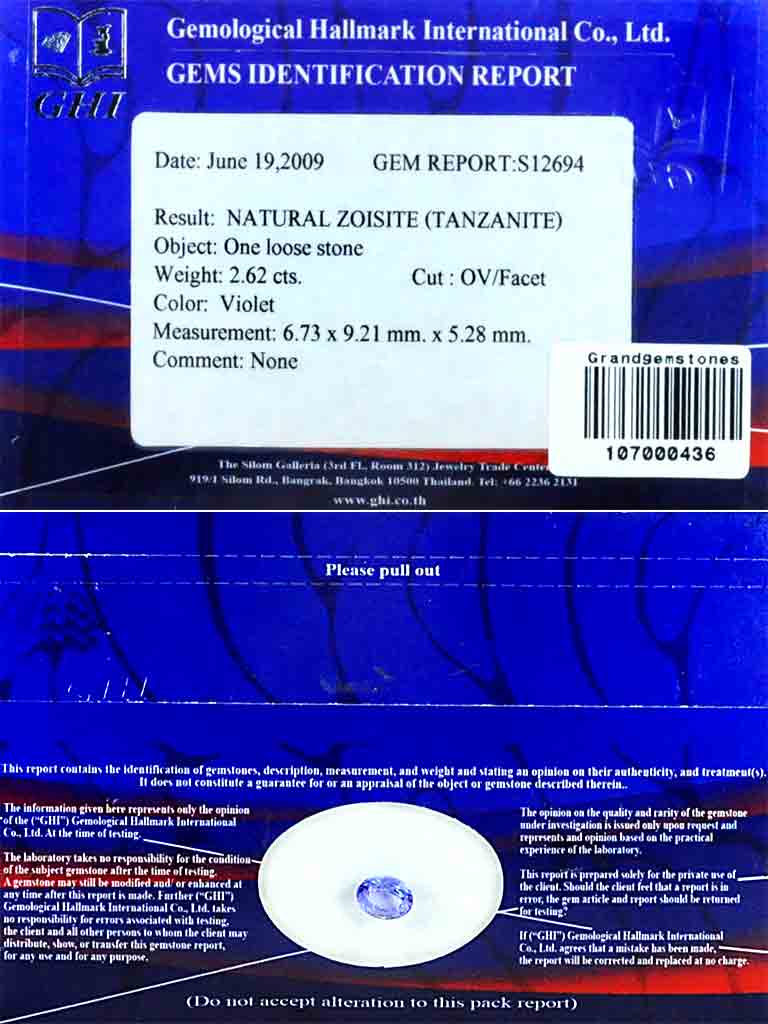 Gemological Hallmark International Co., Ltd.
GEMS IDENTIFICATION REPORT
GHI
Date: June 19,2009 GEM REPORT:S12694
Result: NATURAL ZOISITE (TANZANITE)
Object: One loose stone
Weight: 2.62 cts. Cut : OV/Facet
Color: Violet
Measurement: 6.73 x 9.21 mm. x 5.28 mm.
Comment: None
Grandgemstones
107000436
The Silom Galleria (3rd Fl., Room 312) Jewelry Trade Center
919/1 Silom Rd., Bangrak, Bangkok 10500 Thailand. Tel: +66 2236 2131
www.ghi.co.th
Please pull out
This report contains the identification of gemstones, description, measurement, and weight and stating an opinion on their authenticity, and treatment(s).
It does not constitute a guarantee for or an appraisal of the object or gemstone described therein..
The information given here represents only the opinion
of the ("GHI") Gemological Hallmark International
Co., Ltd. At the time of testing.
The laboratory takes no responsibility for the condition
of the subject gemstone after the time of testing.
A gemstone may still be modified and/ or enhanced at
any time after this report is made. Further ("GHI")
Gemological Hallmark International Co., Ltd. takes
no responsibility for errors associated with testing,
the client and all other persons to whom the client may
distribute, show, or transfer this gemstone report,
for any use and for any purpose.
The opinion on the quality and rarity of the gemstone
under investigation is issued only upon request and
represents and opinion based on the practical
experience of the laboratory.
This report is prepared solely for the private use of
the client. Should the client feel that a report is in
error, the gem article and report should be returned
for testing?
If ("GHI") Gemological Hallmark International
Co., Ltd. agrees that a mistake has been made,
the report will be corrected and replaced at no charge.
(Do not accept alteration to this pack report)